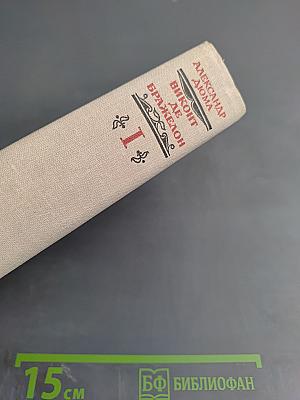 АЛЕКСАНДР
ДЮМА
ВИКОНТ
ДЕ
БРАЖЕЛОН
I
15см
БФ БИБЛИОФАН